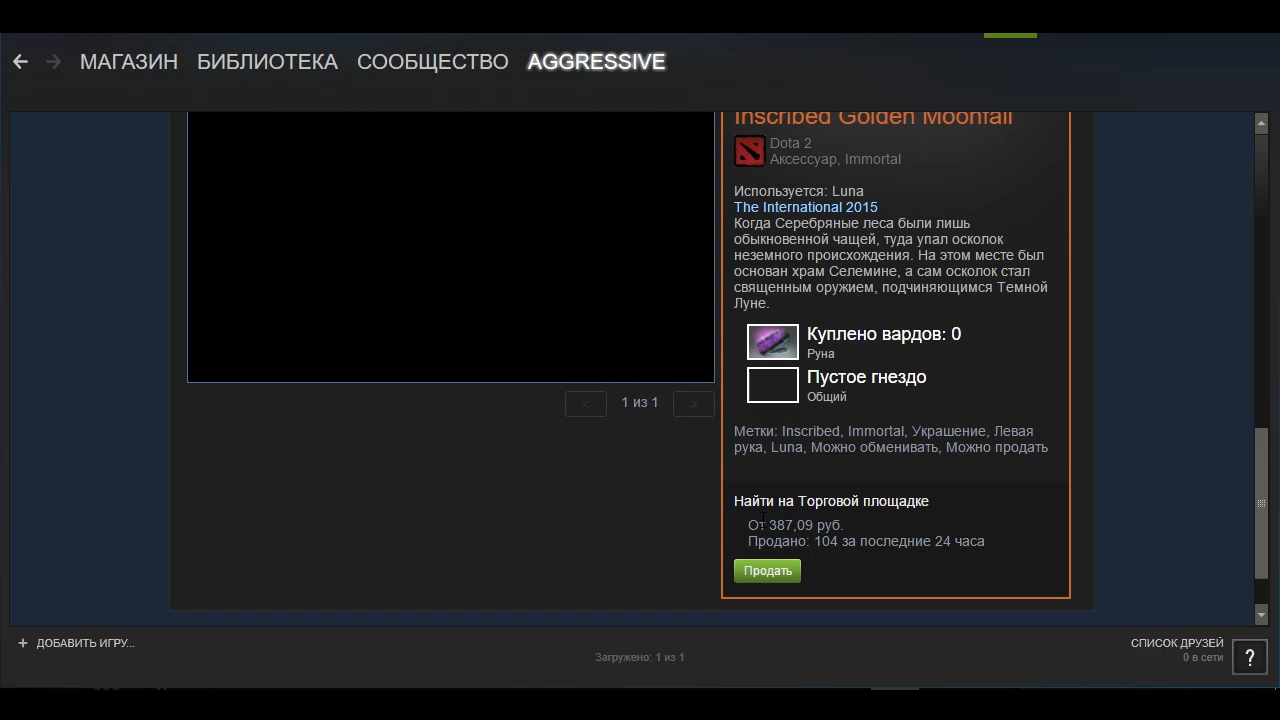 МАГАЗИН БИБЛИОТЕКА СООБЩЕСТВО AGGRESSIVE
Inscribed Golden Moonfall
Dota 2
Аксессуар, Immortal
Используется: Luna
The International 2015
Когда Серебряные леса были лишь
обыкновенной чащей, туда упал осколок
неземного происхождения. На этом месте был
основан храм Селемине, а сам осколок стал
священным оружием, подчиняющимся Темной
Луне.
Куплено вардов: 0
Руна
Пустое гнездо
Общий
< 1 из 1 >
Метки: Inscribed, Immortal, Украшение, Левая
рука, Luna, Можно обменивать, Можно продать
Найти на Торговой площадке
От 387,09 руб.
Продано: 104 за последние 24 часа
Продать
+ ДОБАВИТЬ ИГРУ...
Загружено: 1 из 1
СПИСОК ДРУЗЕЙ
0 в сети
?